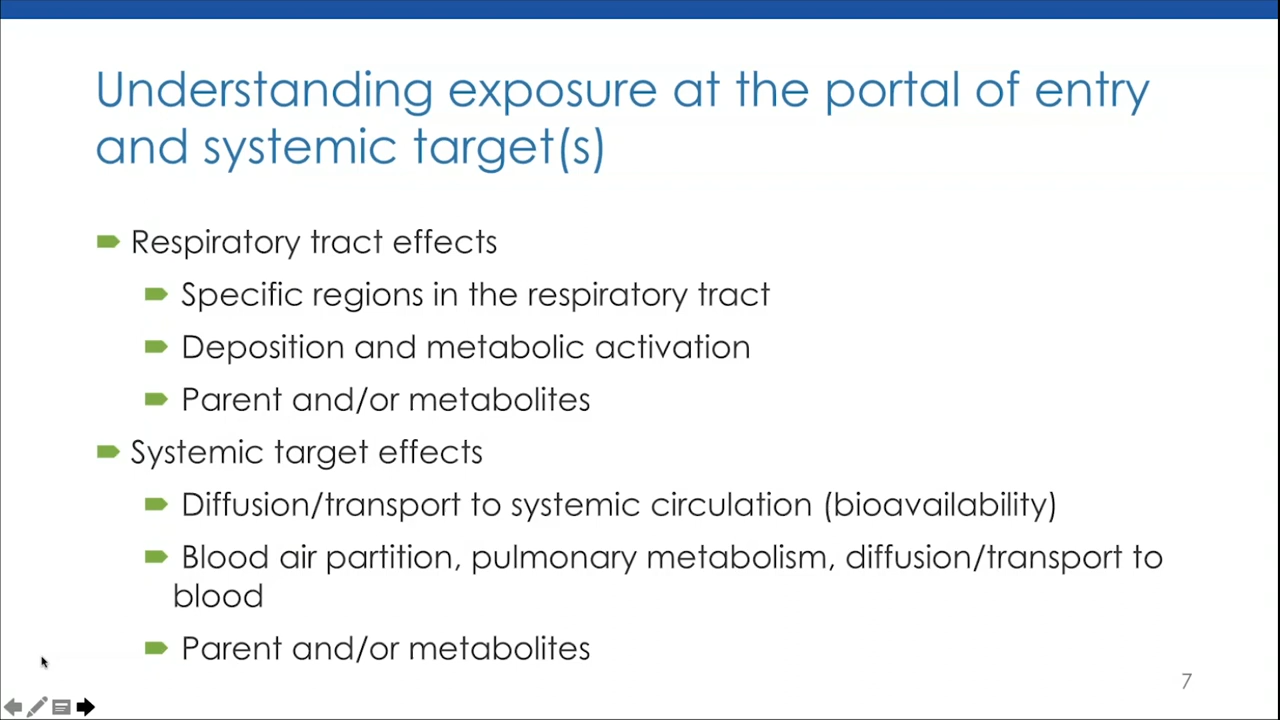 Understanding exposure at the portal of entry
and systemic target(s)
Respiratory tract effects
Specific regions in the respiratory tract
Deposition and metabolic activation
Parent and/or metabolites
Systemic target effects
Diffusion/transport to systemic circulation (bioavailability)
Blood air partition, pulmonary metabolism, diffusion/transport to
blood
Parent and/or metabolites
7